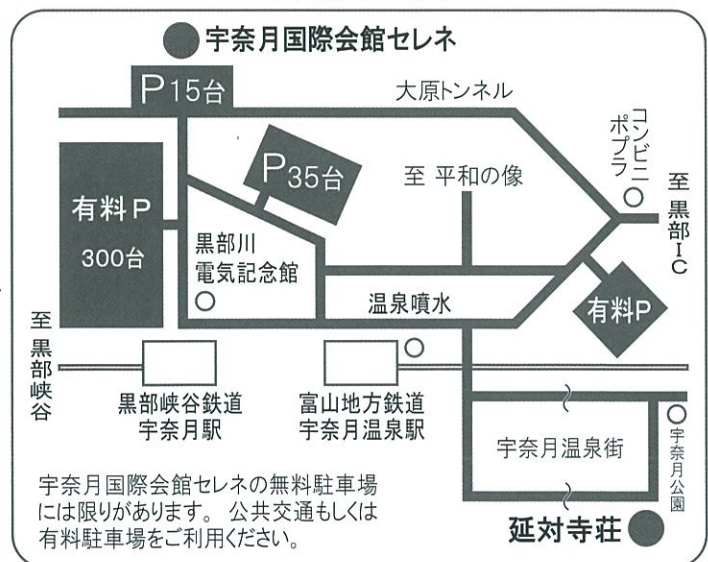 宇奈月国際会館セレネ
P15台
大原トンネル
コンビニ
ポプラ
P35台
至 平和の像
至 黒部IC
有料P
300台
黒部川
電気記念館
温泉噴水
有料P
至 黒部峡谷
黒部峡谷鉄道
宇奈月駅
富山地方鉄道
宇奈月温泉駅
宇奈月温泉街
宇奈月公園
宇奈月国際会館セレネの無料駐車場
には限りがあります。 公共交通もしくは
有料駐車場をご利用ください。
延対寺荘